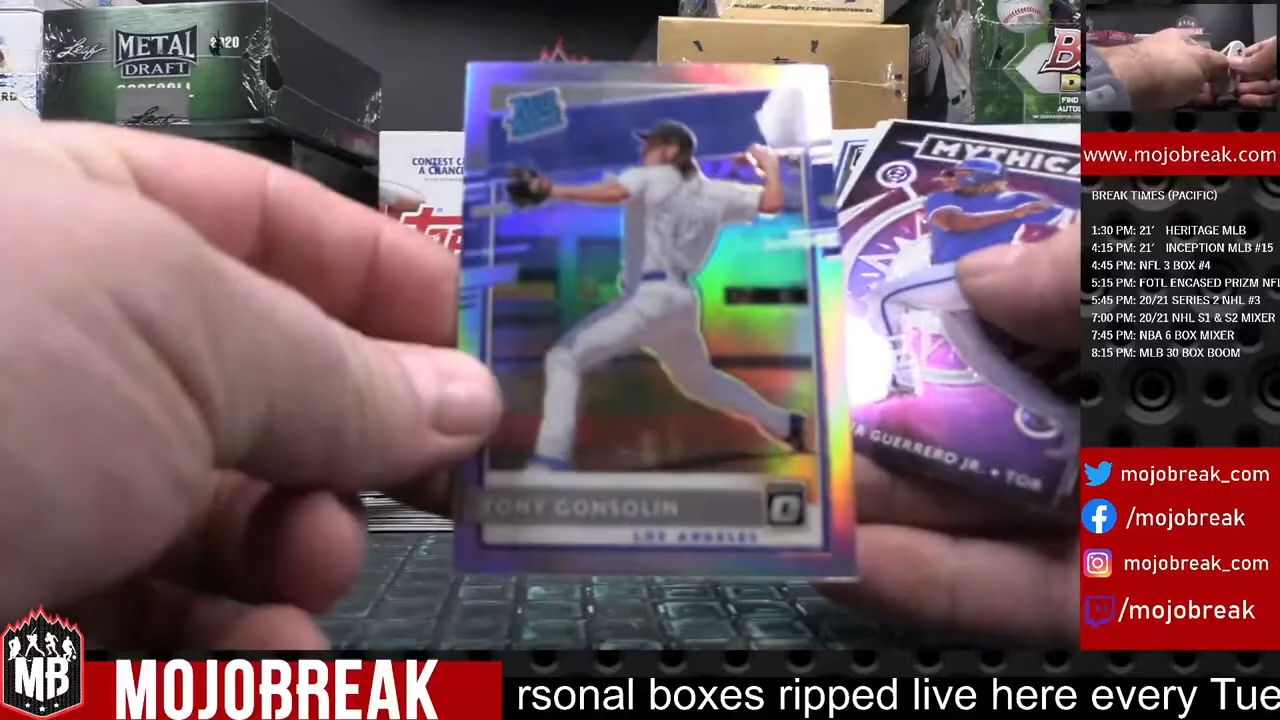 Leaf
METAL
DRAFT
2020
CONTEST
A CHANCE
MYTHICA
GUERRERO JR. • TOR
TONY GONSOLIN
LOS ANGELES
FIND
AUTO
www.mojobreak.com
BREAK TIMES (PACIFIC)
1:30 PM: 21' HERITAGE MLB
4:15 PM: 21' INCEPTION MLB #15
4:45 PM: NFL 3 BOX #4
5:15 PM: FOTL ENCASED PRIZM NFL
5:45 PM: 20/21 SERIES 2 NHL #3
7:00 PM: 20/21 NHL S1 & S2 MIXER
7:45 PM: NBA 6 BOX MIXER
8:15 PM: MLB 30 BOX BOOM
mojobreak_com
/mojobreak
mojobreak_com
/mojobreak
MB
MOJOBREAK
rsonal boxes ripped live here every Tue